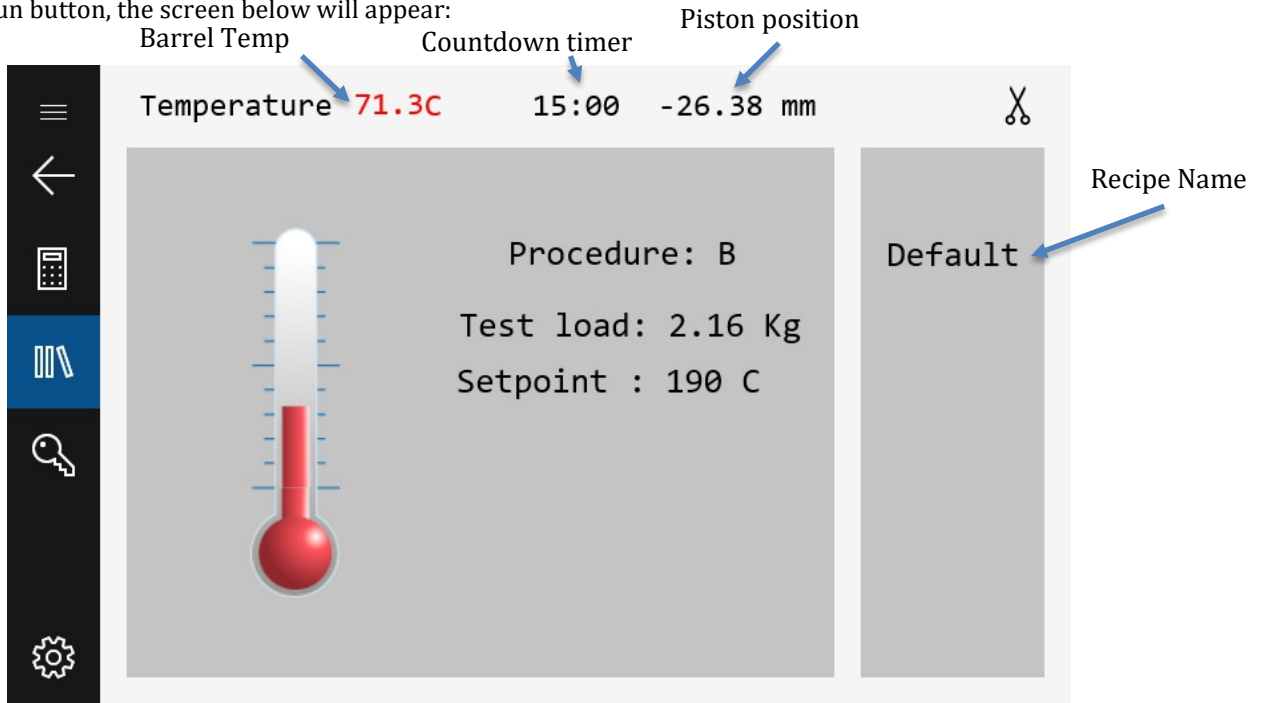 un button, the screen below will appear:
Piston position
Barrel Temp
Countdown timer
Temperature 71.3C 15:00 -26.38 mm
Recipe Name
Procedure: B
Default
Test load: 2.16 Kg
Setpoint : 190 C